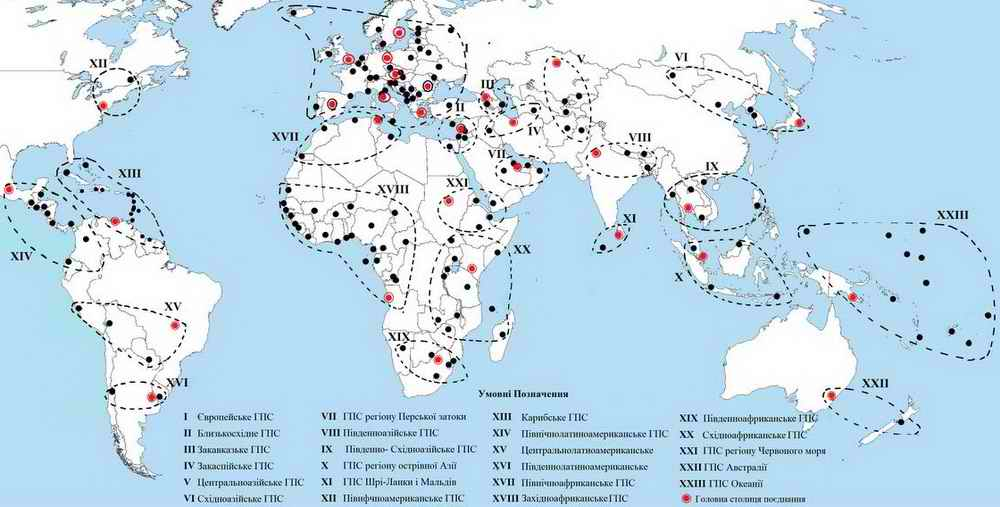 I
XII
VI
V
III
II
IV
XVII
VIII
VII
IX
XIII
XVIII
XXI
XI
XXIII
XIV
XX
X
XV
XIX
XVI
XXII
Умовні Позначення
I Європейське ГПС
II Близькосхідне ГПС
III Закавказьке ГПС
IV Закаспійське ГПС
V Центральноазійське ГПС
VI Східноазійське ГПС
VII ГПС регіону Перської затоки
VIII Південноазійське ГПС
IX Південно- Східноазійське ГПС
X ГПС регіону острівної Азії
XI ГПС Шрі-Ланки і Мальдів
XII Північноамериканське ГПС
XIII Карибське ГПС
XIV Північнолатиноамериканське ГПС
XV Центральнолатиноамериканське
XVI Південнолатиноамериканське
XVII Північноафриканське ГПС
XVIII Західноафриканське ГПС
XIX Південноафриканське ГПС
XX Східноафриканське ГПС
XXI ГПС регіону Червоного моря
XXII ГПС Австралії
XXIII ГПС Океанії
Головна столиця поєднання